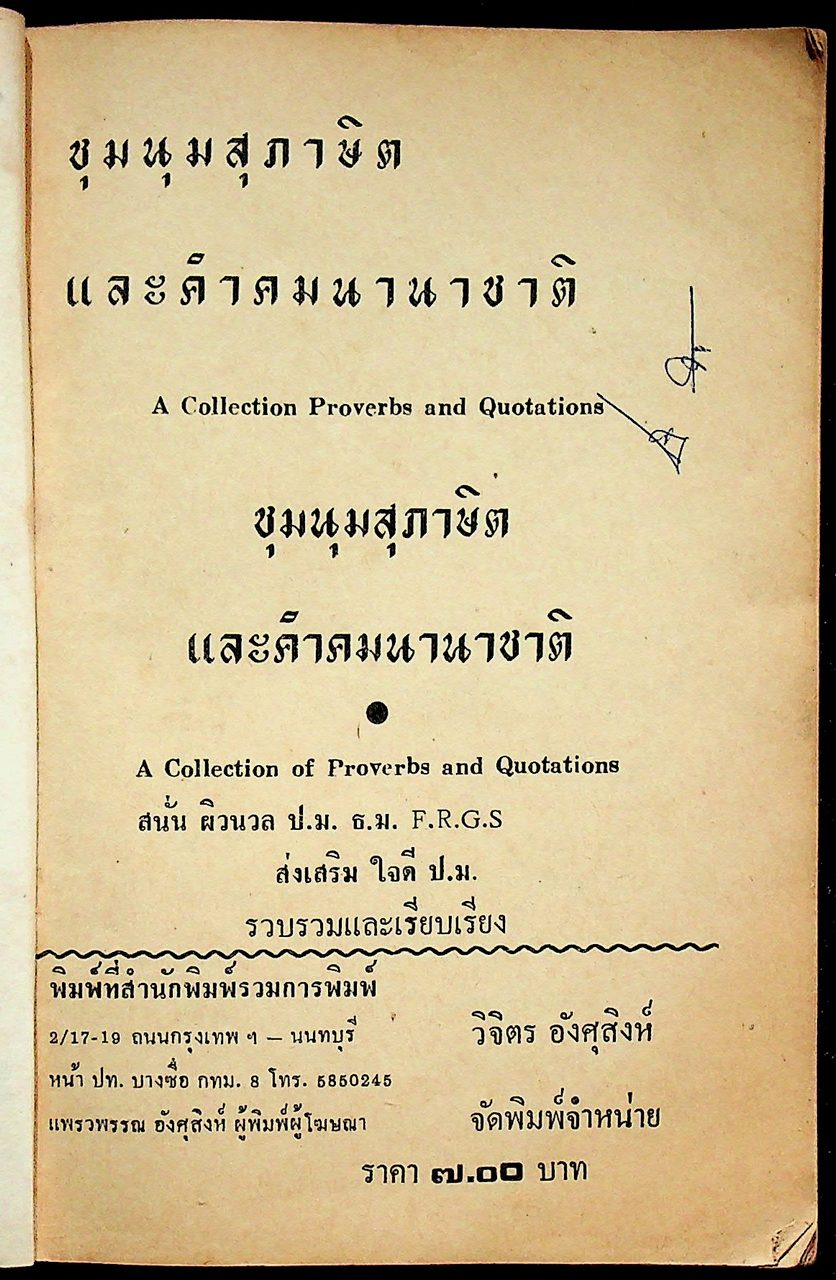 ชุมนุมสุภาษิต
และคำคมนานาชาติ
A Collection Proverbs and Quotations
ชุมนุมสุภาษิต
และคำคมนานาชาติ
A Collection of Proverbs and Quotations
สนั่น ผิวนวล ป.ม. ธ.ม. F.R.G.S
ส่งเสริม ใจดี ป.ม.
รวบรวมและเรียบเรียง
พิมพ์ที่สำนักพิมพ์รวมการพิมพ์
2/17-19 ถนนกรุงเทพ ฯ — นนทบุรี
หน้า ปท. บางซื่อ กทม. 8 โทร. 5850245
แพรวพรรณ อังศุสิงห์ ผู้พิมพ์ผู้โฆษณา
วิจิตร อังศุสิงห์
จัดพิมพ์จำหน่าย
ราคา ๗.๐๐ บาท